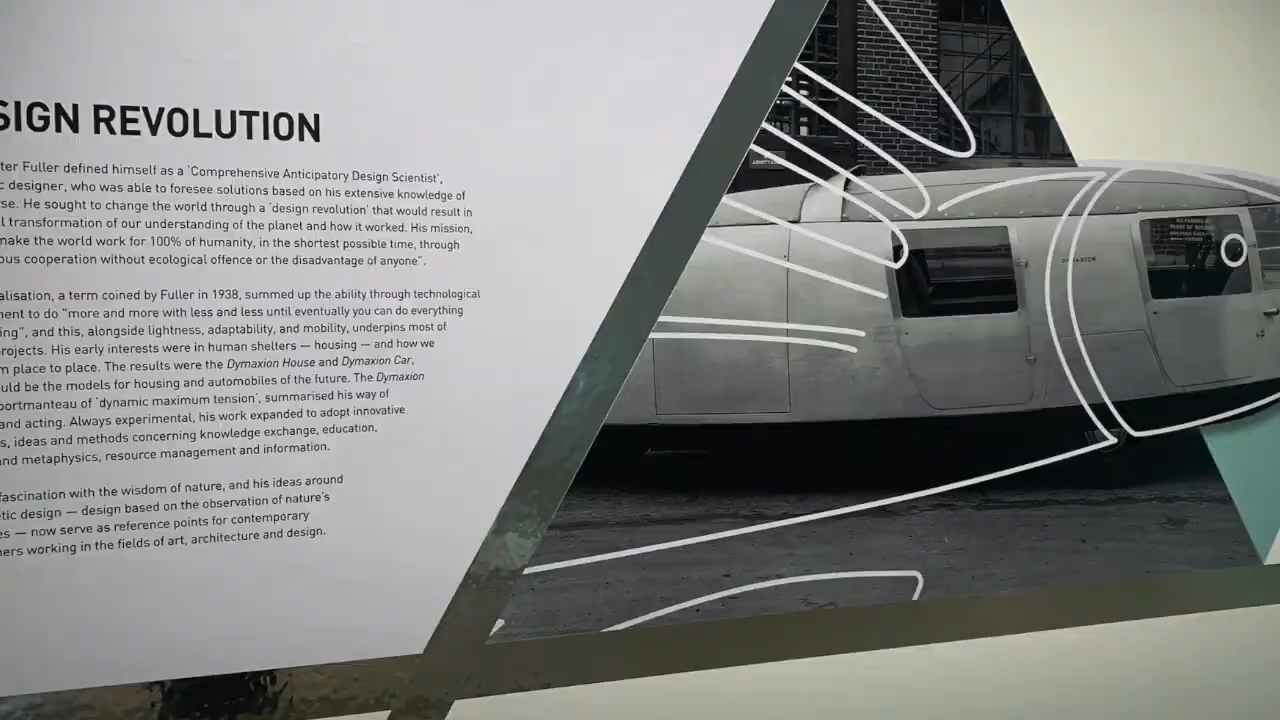 SIGN REVOLUTION
ter Fuller defined himself as a 'Comprehensive Anticipatory Design Scientist',
c designer, who was able to foresee solutions based on his extensive knowledge of
rse. He sought to change the world through a 'design revolution' that would result in
l transformation of our understanding of the planet and how it worked. His mission,
make the world work for 100% of humanity, in the shortest possible time, through
ous cooperation without ecological offence or the disadvantage of anyone".
alisation, a term coined by Fuller in 1938, summed up the ability through technological
ment to do "more and more with less and less until eventually you can do everything
ing", and this, alongside lightness, adaptability, and mobility, underpins most of
projects. His early interests were in human shelters — housing — and how we
m place to place. The results were the Dymaxion House and Dymaxion Car,
uld be the models for housing and automobiles of the future. The Dymaxion
portmanteau of 'dynamic maximum tension', summarised his way of
and acting. Always experimental, his work expanded to adopt innovative
s, ideas and methods concerning knowledge exchange, education,
and metaphysics, resource management and information.
fascination with the wisdom of nature, and his ideas around
etic design — design based on the observation of nature's
es — now serve as reference points for contemporary
ners working in the fields of art, architecture and design.
DYMAXION